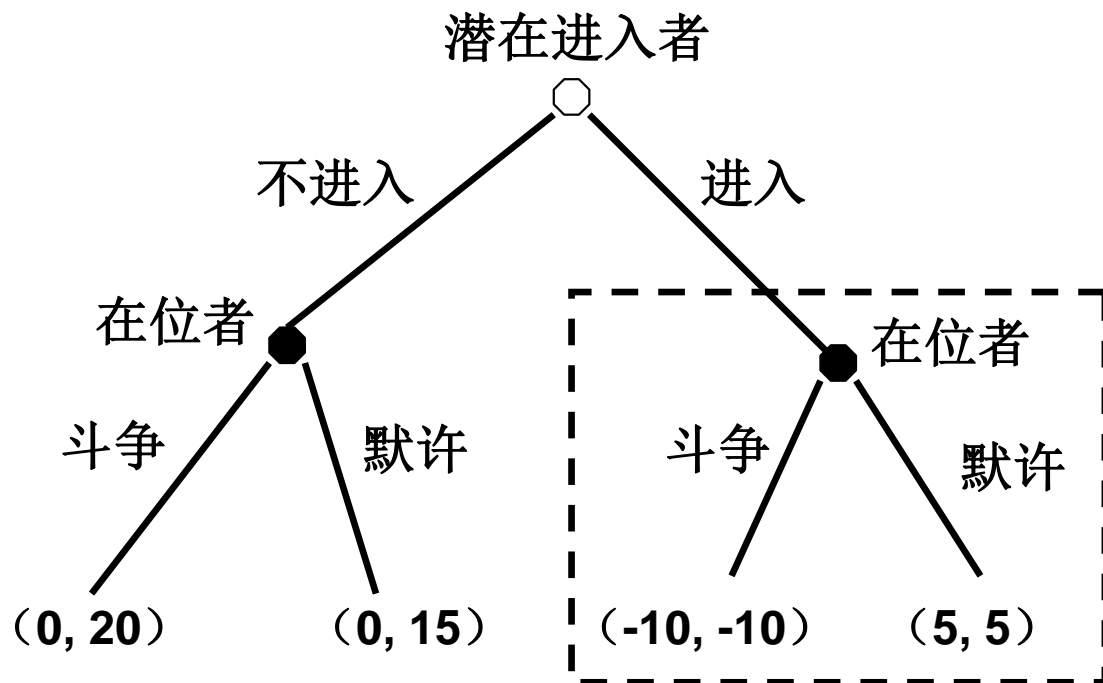 潜在进入者
不进入
进入
在位者
在位者
斗争
默许
斗争
默许
（0, 20）
（0, 15）
（-10, -10）
（5, 5）